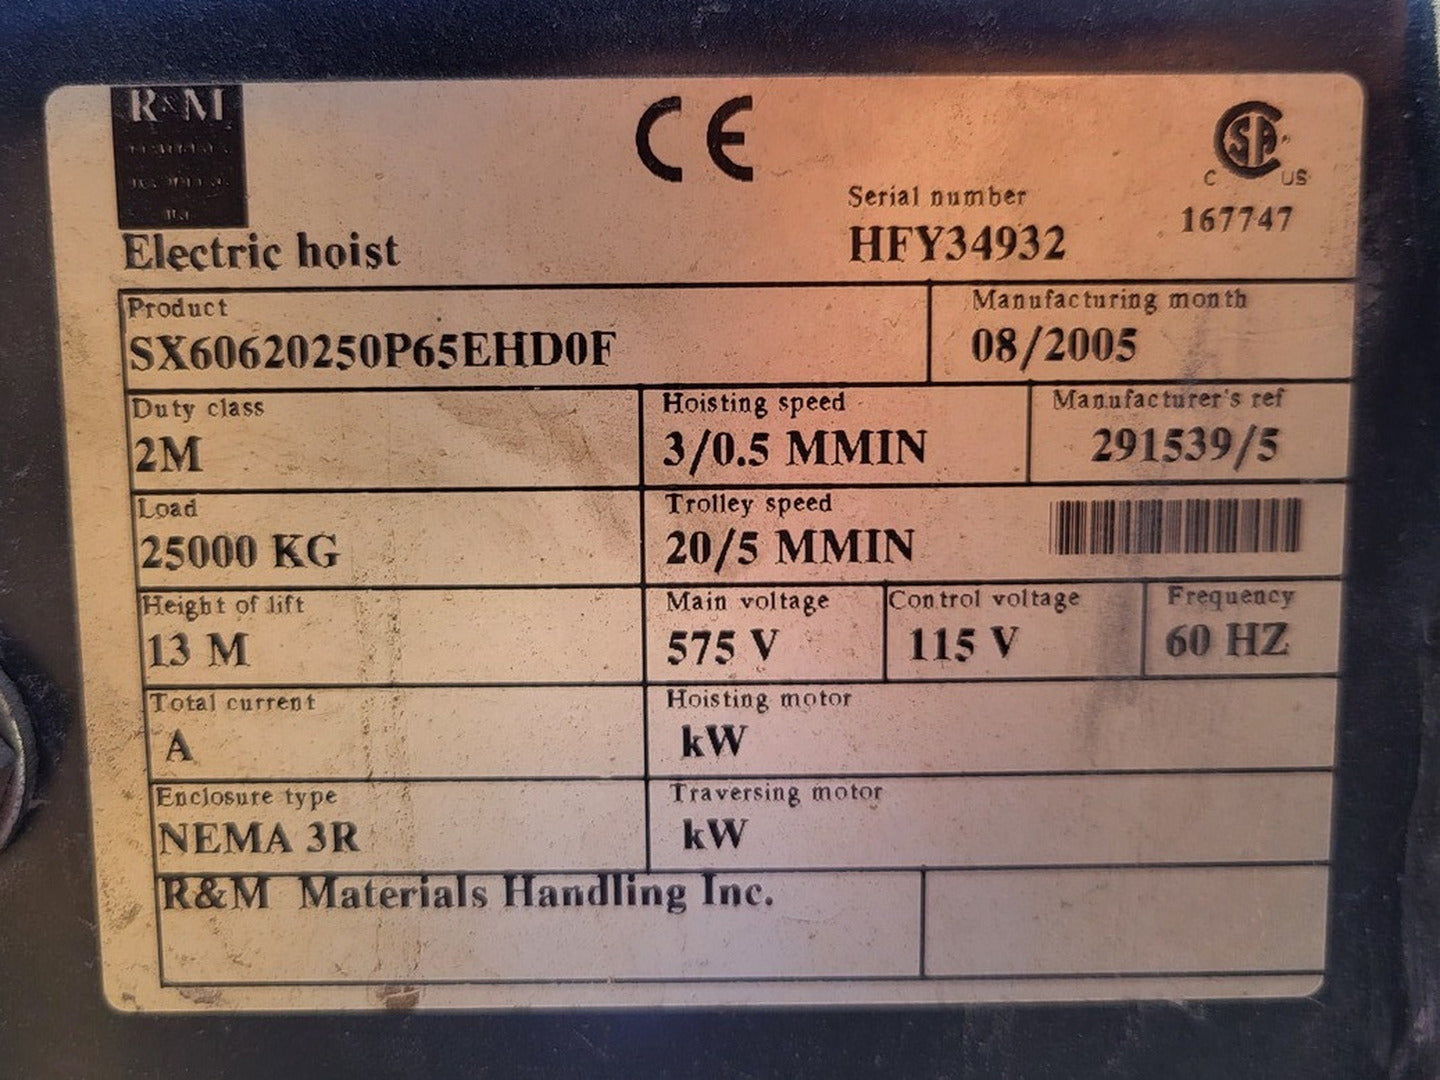 R&M
CE
CSA
C US
Serial number
HFY34932
167747
Electric hoist
Product
SX60620250P65EHD0F
Manufacturing month
08/2005
Duty class
2M
Hoisting speed
3/0.5 MMIN
Manufacturer's ref
291539/5
Load
25000 KG
Trolley speed
20/5 MMIN
Height of lift
13 M
Main voltage
575 V
Control voltage
115 V
Frequency
60 HZ
Total current
A
Hoisting motor
kW
Enclosure type
NEMA 3R
Traversing motor
kW
R&M Materials Handling Inc.